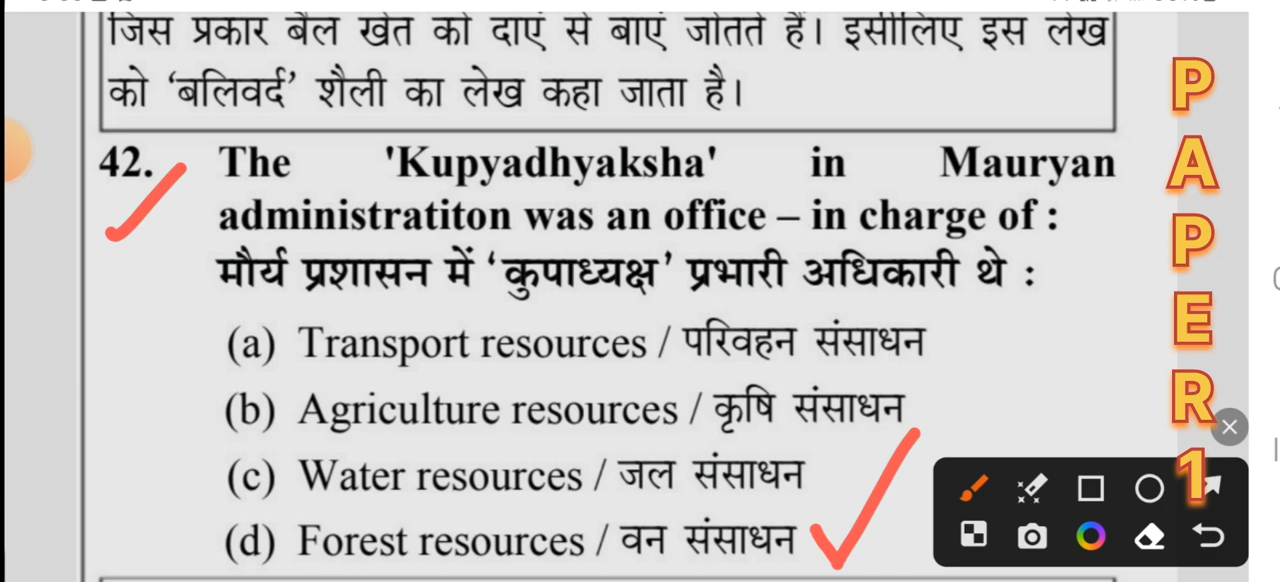 जिस प्रकार बैल खेत को दाएं से बाएं जोतते हैं। इसीलिए इस लेख
को ‘बलिवर्द’ शैली का लेख कहा जाता है।
42. The 'Kupyadhyaksha' in Mauryan
administratiton was an office – in charge of :
मौर्य प्रशासन में ‘कुपाध्यक्ष’ प्रभारी अधिकारी थे :
(a) Transport resources / परिवहन संसाधन
(b) Agriculture resources / कृषि संसाधन
(c) Water resources / जल संसाधन
(d) Forest resources / वन संसाधन
PAPER 1